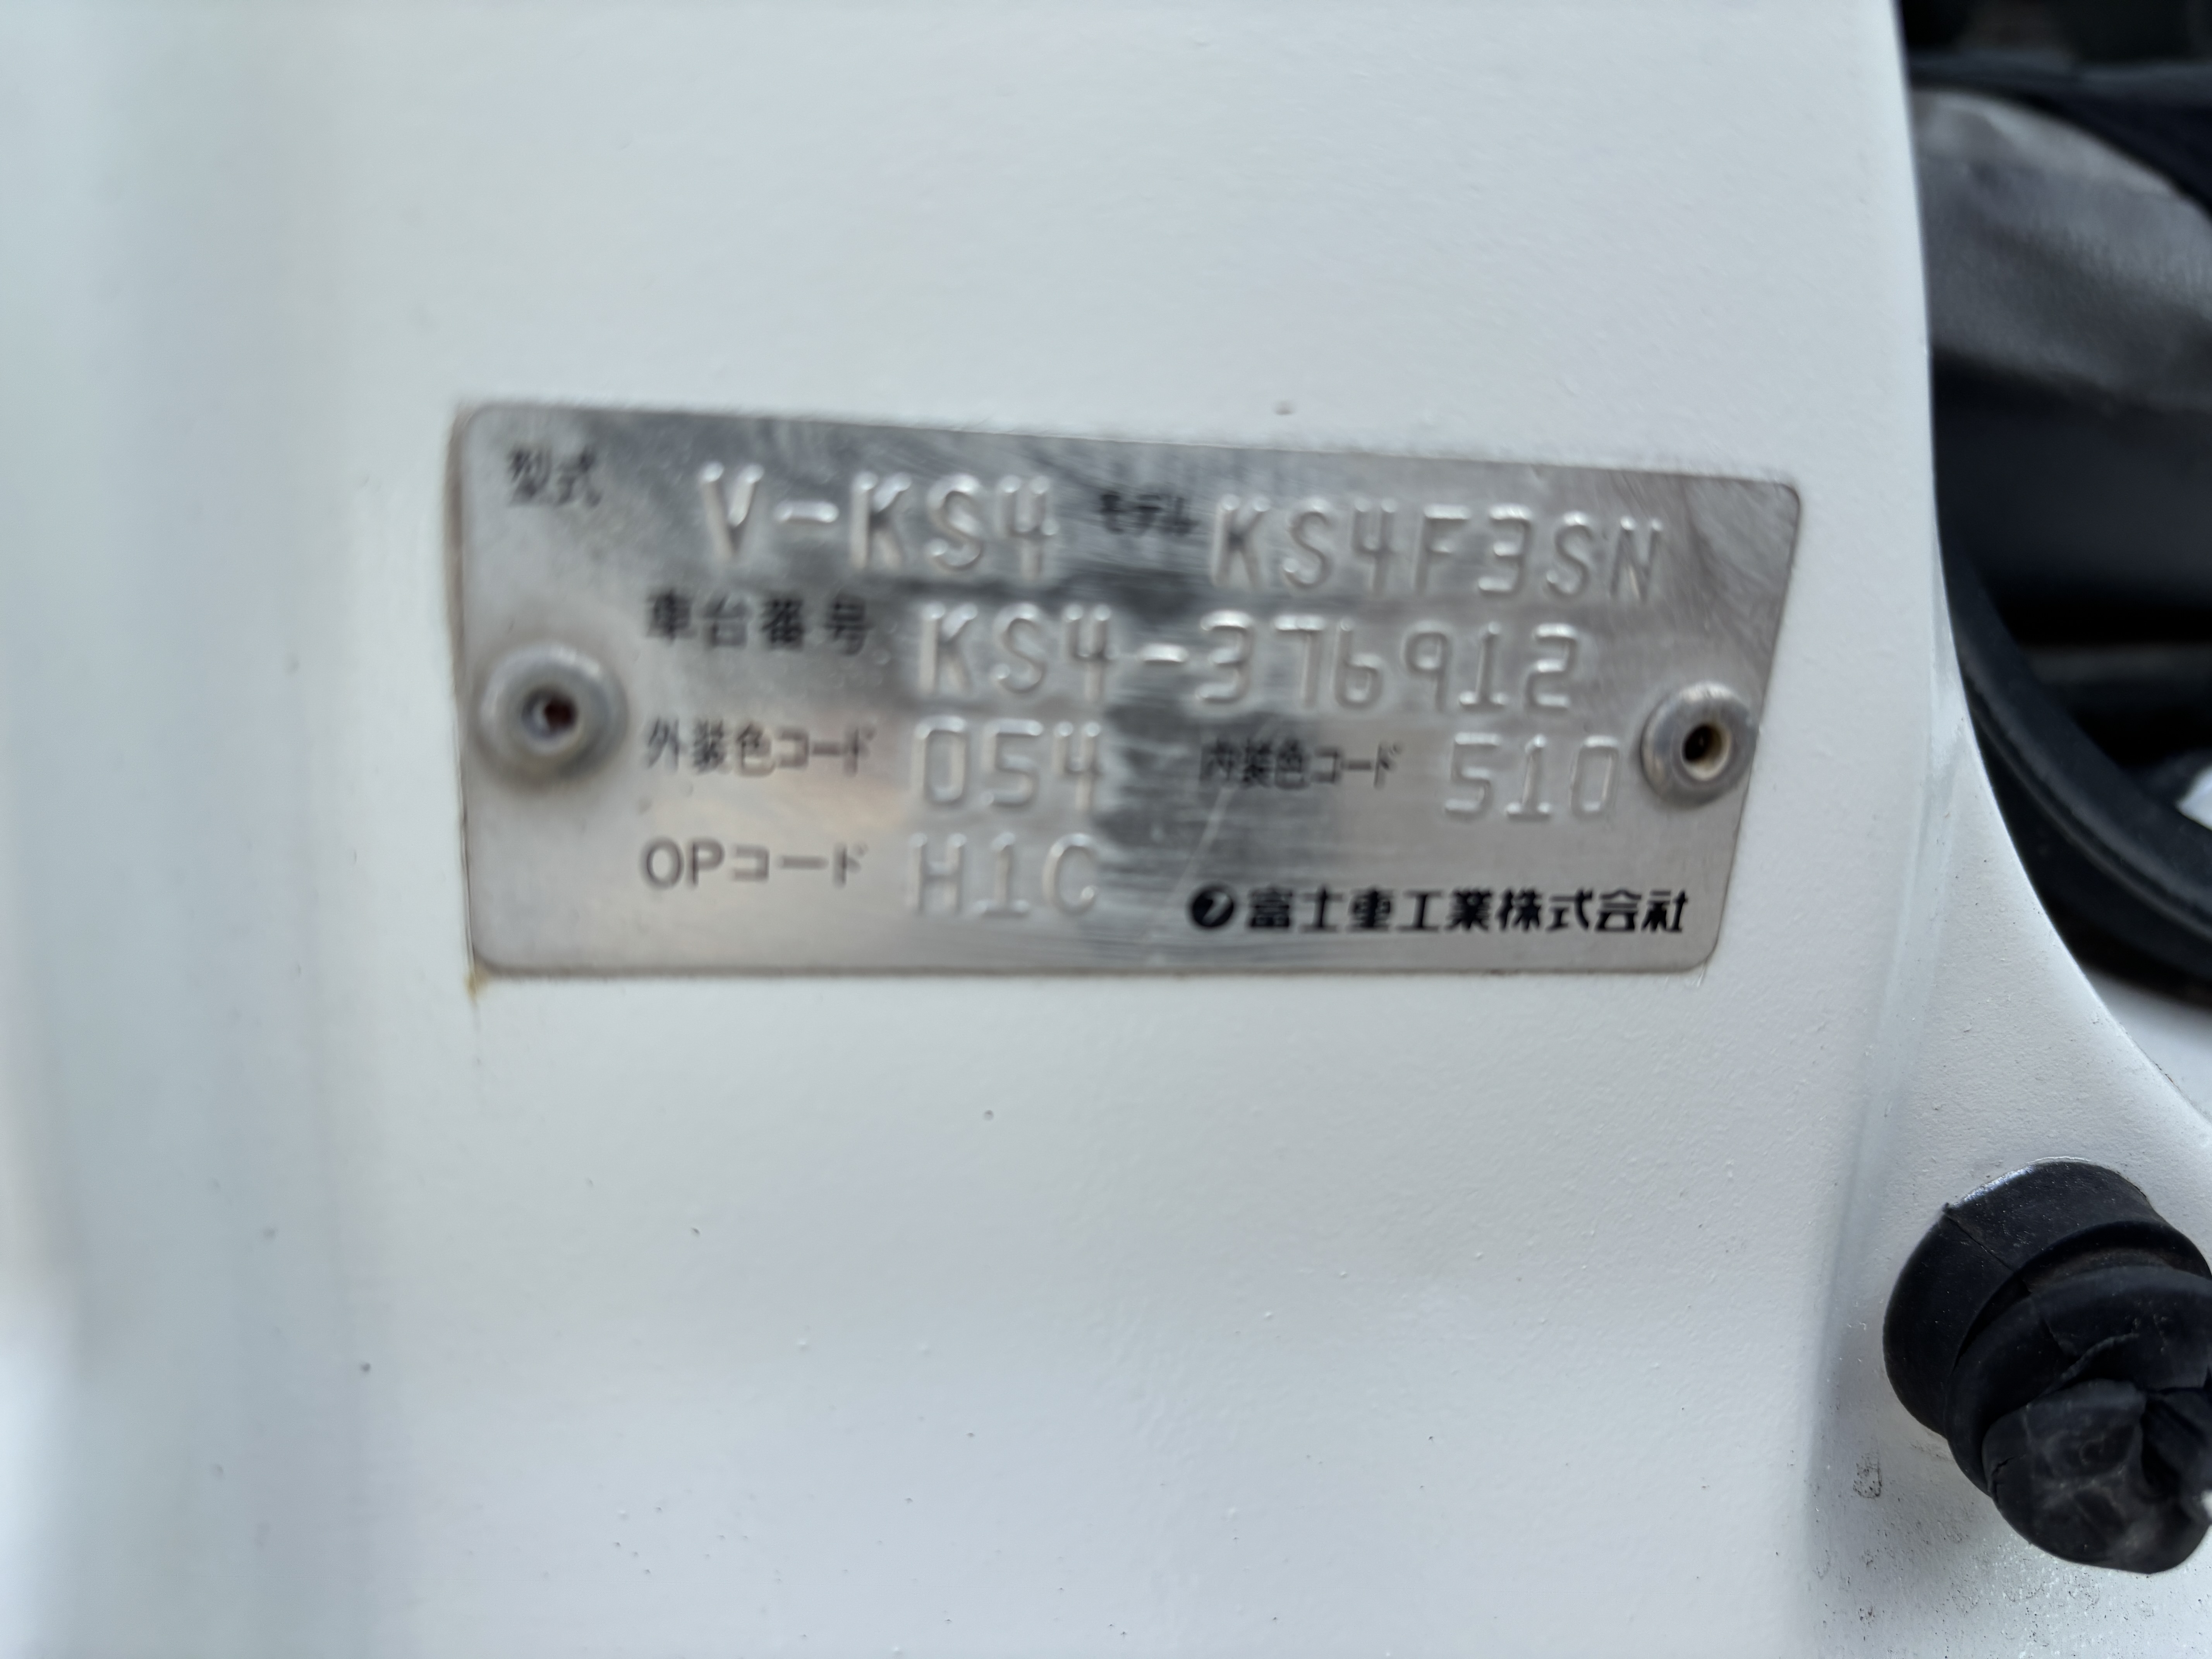 型式 V-KS4 モデル KS4F3SN
車台番号 KS4-376912
外装色コード 054 内装色コード 510
OPコード H1C
富士重工業株式会社